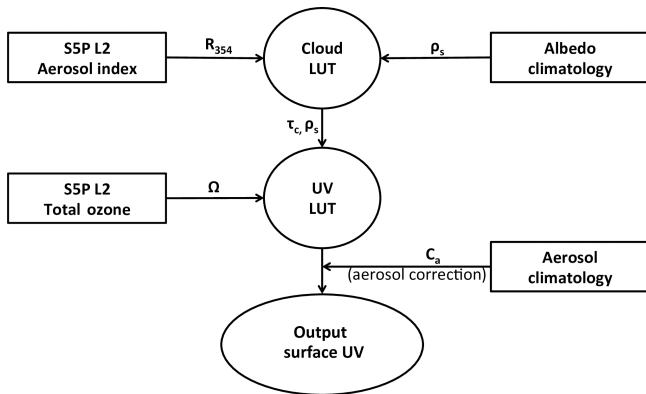 S5P L2
Aerosol index
R₃₅₄
Cloud
LUT
ρₛ
Albedo
climatology
τ_c, ρₛ
S5P L2
Total ozone
Ω
UV
LUT
Cₐ
(aerosol correction)
Aerosol
climatology
Output
surface UV